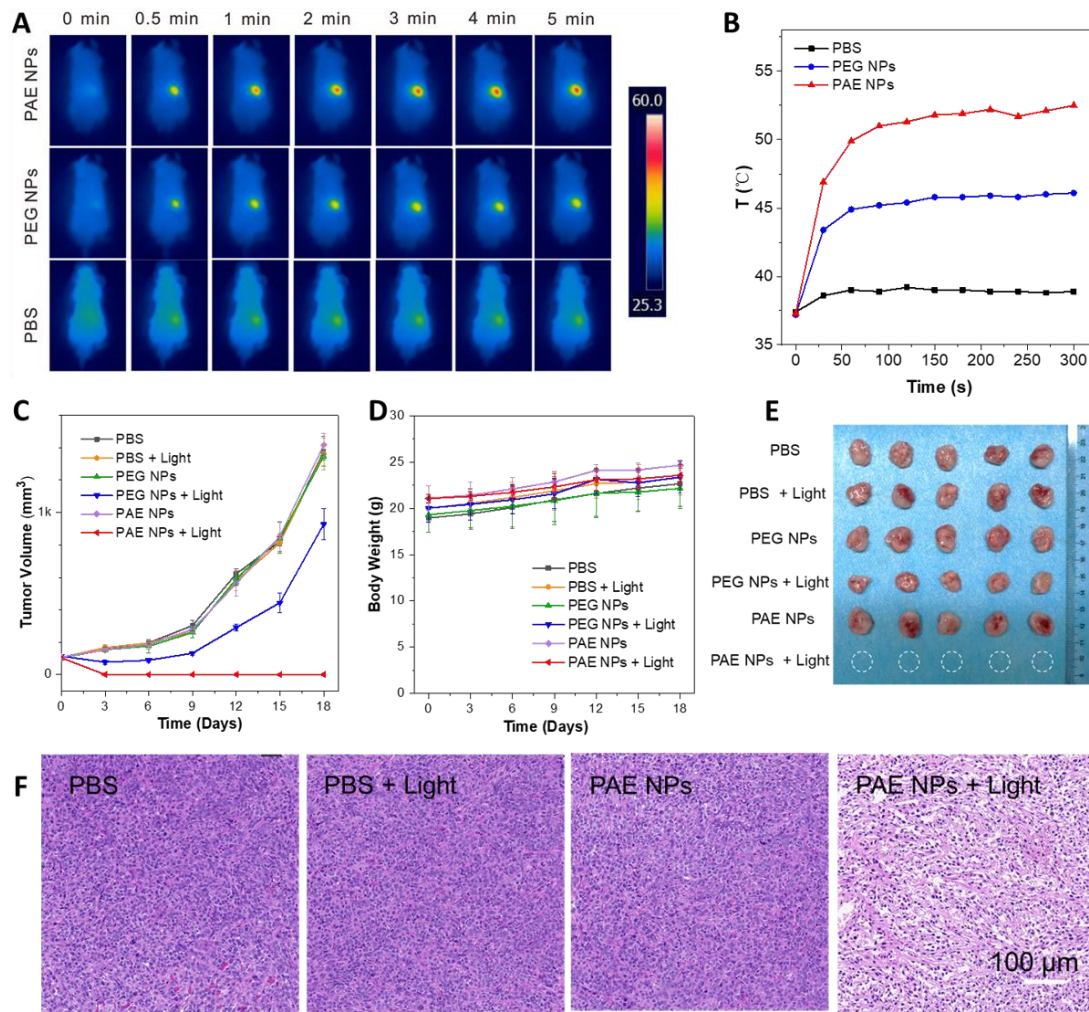 A
0 min 0.5 min 1 min 2 min 3 min 4 min 5 min
PAE NPs
PEG NPs
PBS
60.0
25.3
B
PBS
PEG NPs
PAE NPs
T (℃)
55
50
45
40
35
0 50 100 150 200 250 300
Time (s)
C
PBS
PBS + Light
PEG NPs
PEG NPs + Light
PAE NPs
PAE NPs + Light
Tumor Volume (mm³)
1k
0
0 3 6 9 12 15 18
Time (Days)
D
Body Weight (g)
30
25
20
15
10
5
0
PBS
PBS + Light
PEG NPs
PEG NPs + Light
PAE NPs
PAE NPs + Light
0 3 6 9 12 15 18
Time (Days)
E
PBS
PBS + Light
PEG NPs
PEG NPs + Light
PAE NPs
PAE NPs + Light
F
PBS
PBS + Light
PAE NPs
PAE NPs + Light
100 μm